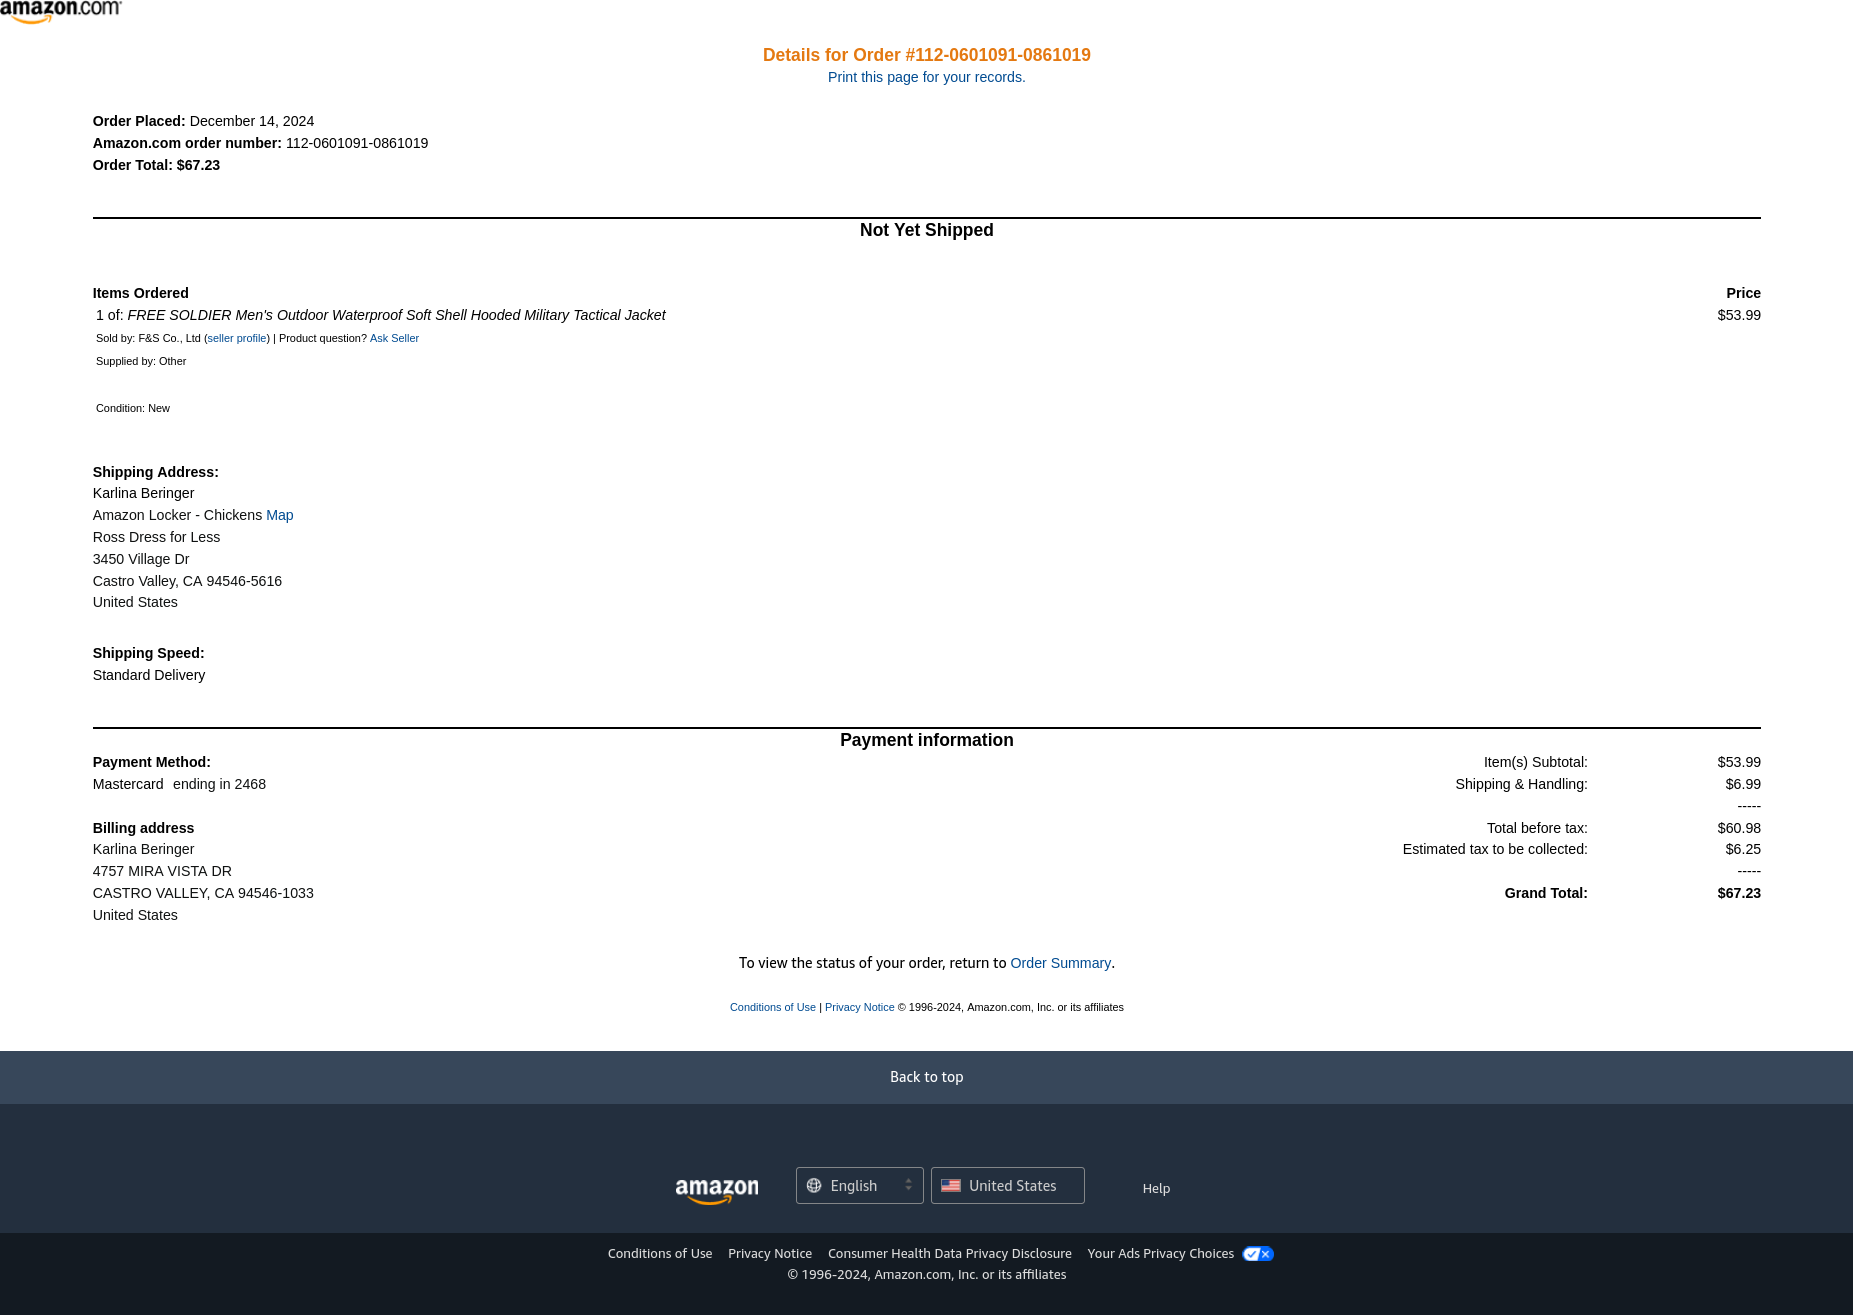 amazon.com
Details for Order #112-0601091-0861019
Print this page for your records.
Order Placed: December 14, 2024
Amazon.com order number: 112-0601091-0861019
Order Total: $67.23
Not Yet Shipped
Items Ordered Price
1 of: FREE SOLDIER Men's Outdoor Waterproof Soft Shell Hooded Military Tactical Jacket $53.99
Sold by: F&S Co., Ltd (seller profile) | Product question? Ask Seller
Supplied by: Other
Condition: New
Shipping Address:
Karlina Beringer
Amazon Locker - Chickens Map
Ross Dress for Less
3450 Village Dr
Castro Valley, CA 94546-5616
United States
Shipping Speed:
Standard Delivery
Payment information
Payment Method: Item(s) Subtotal: $53.99
Mastercard ending in 2468 Shipping & Handling: $6.99
-----
Billing address Total before tax: $60.98
Karlina Beringer Estimated tax to be collected: $6.25
4757 MIRA VISTA DR -----
CASTRO VALLEY, CA 94546-1033 Grand Total: $67.23
United States
To view the status of your order, return to Order Summary.
Conditions of Use | Privacy Notice © 1996-2024, Amazon.com, Inc. or its affiliates
Back to top
amazon English United States Help
Conditions of Use Privacy Notice Consumer Health Data Privacy Disclosure Your Ads Privacy Choices
© 1996-2024, Amazon.com, Inc. or its affiliates